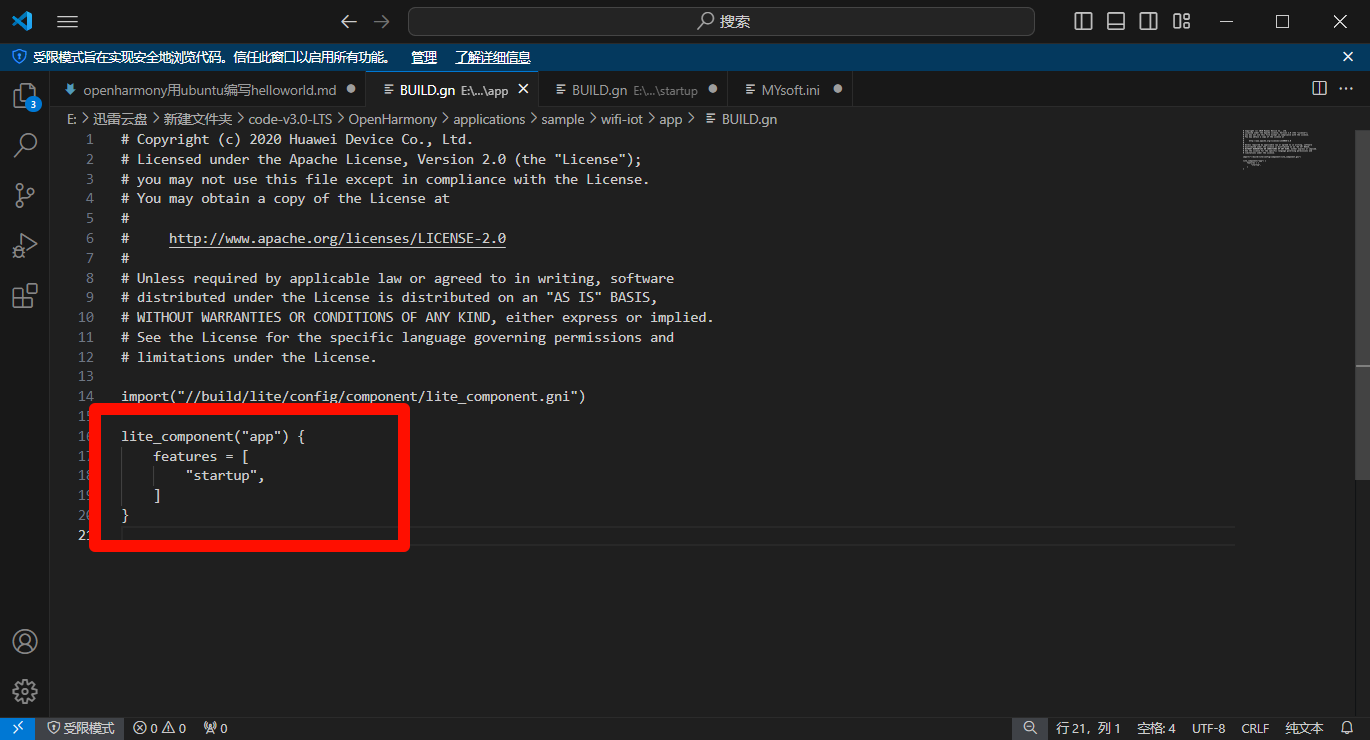 搜索
受限模式旨在实现安全地浏览代码。信任此窗口以启用所有功能。 管理 了解详细信息
openharmony用ubuntu编写helloworld.md BUILD.gn E:\...\app BUILD.gn E:\...\startup MYsoft.ini
E: > 迅雷云盘 > 新建文件夹 > code-v3.0-LTS > OpenHarmony > applications > sample > wifi-iot > app > BUILD.gn
3
1 # Copyright (c) 2020 Huawei Device Co., Ltd.
2 # Licensed under the Apache License, Version 2.0 (the "License");
3 # you may not use this file except in compliance with the License.
4 # You may obtain a copy of the License at
5 #
6 #     http://www.apache.org/licenses/LICENSE-2.0
7 #
8 # Unless required by applicable law or agreed to in writing, software
9 # distributed under the License is distributed on an "AS IS" BASIS,
10 # WITHOUT WARRANTIES OR CONDITIONS OF ANY KIND, either express or implied.
11 # See the License for the specific language governing permissions and
12 # limitations under the License.
13
14 import("//build/lite/config/component/lite_component.gni")
15
16 lite_component("app") {
17     features = [
18         "startup",
19     ]
20 }
21
受限模式 0 0 0 行 21，列 1 空格: 4 UTF-8 CRLF 纯文本